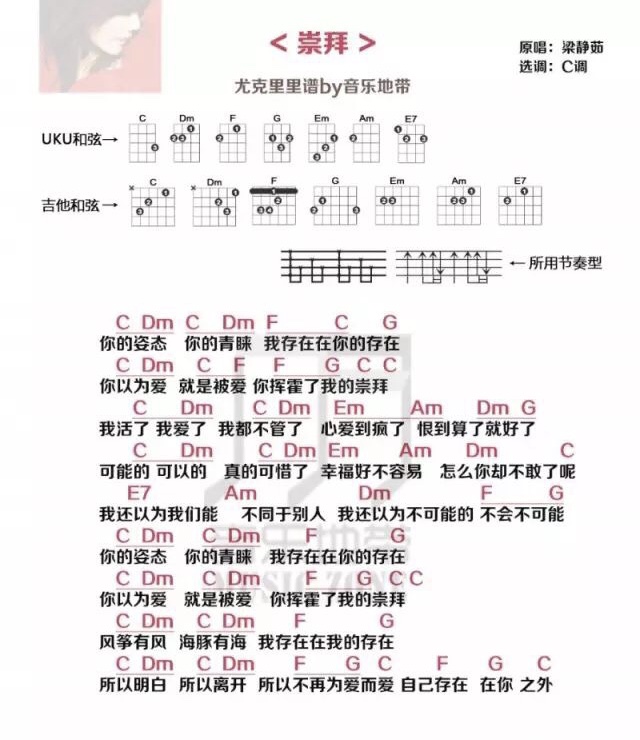 < 崇拜 >
原唱：梁静茹
选调：C调
尤克里里谱by音乐地带
C Dm F G Em Am E7
UKU和弦→
C Dm F G Em Am E7
吉他和弦→
←所用节奏型
C Dm C Dm F C G
你的姿态 你的青睐 我存在在你的存在
C Dm C F F G C C
你以为爱 就是被爱 你挥霍了我的崇拜
C Dm C Dm Em Am Dm G
我活了 我爱了 我都不管了 心爱到疯了 恨到算了就好了
C Dm C Dm Em Am Dm C
可能的 可以的 真的可惜了 幸福好不容易 怎么你却不敢了呢
E7 Am Dm F G
我还以为我们能 不同于别人 我还以为不可能的 不会不可能
C Dm C Dm F G
你的姿态 你的青睐 我存在在你的存在
C Dm C Dm F G C C
你以为爱 就是被爱 你挥霍了我的崇拜
C Dm C Dm F G
风筝有风 海豚有海 我存在在我的存在
C Dm C Dm F G C F G C
所以明白 所以离开 所以不再为爱而爱 自己存在 在你 之外
音乐地带
MUSIC ZONE